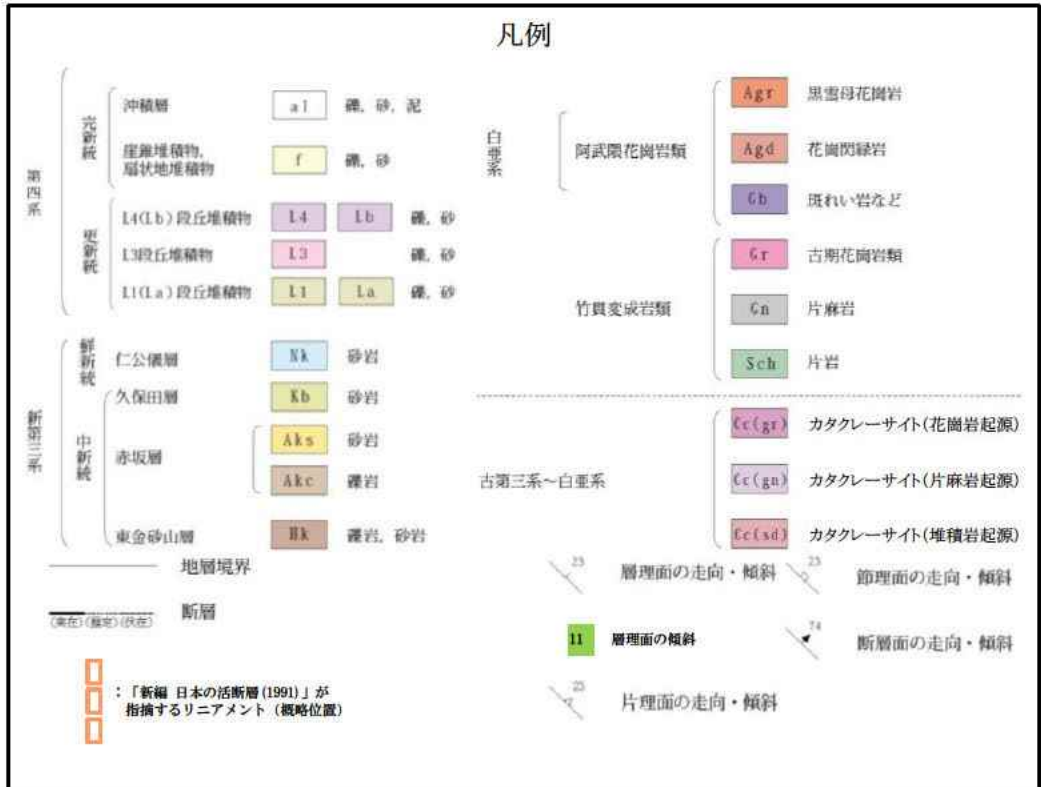 凡例
第四系
完新統
沖積層 al 礫, 砂, 泥
崖錐堆積物,
扇状地堆積物 f 礫, 砂
更新統
L4(Lb)段丘堆積物 L4 Lb 礫, 砂
L3段丘堆積物 L3 礫, 砂
L1(La)段丘堆積物 L1 La 礫, 砂
新第三系
鮮新統
仁公儀層 Nk 砂岩
中新統
久保田層 Kb 砂岩
赤坂層 Aks 砂岩
Akc 礫岩
東金砂山層 Hk 礫岩, 砂岩
地層境界
断層
(実在)(推定)(伏在)
:「新編 日本の活断層(1991)」が
指摘するリニアメント(概略位置)
白亜系
阿武隈花崗岩類
Agr 黒雲母花崗岩
Agd 花崗閃緑岩
Gb 斑れい岩など
竹貫変成岩類
Gr 古期花崗岩類
Gn 片麻岩
Sch 片岩
古第三系~白亜系
Cc(gr) カタクレーサイト(花崗岩起源)
Cc(gn) カタクレーサイト(片麻岩起源)
Cc(sd) カタクレーサイト(堆積岩起源)
23 層理面の走向・傾斜
23 節理面の走向・傾斜
11 層理面の傾斜
74 断層面の走向・傾斜
23 片理面の走向・傾斜